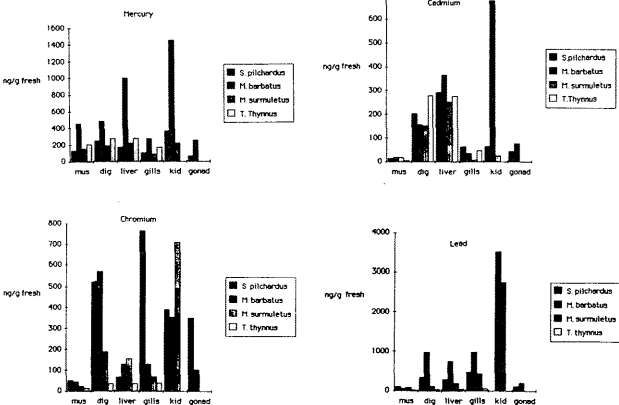 Mercury
1600
1400
1200
1000
800
600
400
200
0
ng/g fresh
mus dig liver gills kid gonad
S. pilchardus
M. barbatus
M. surmuletus
T. Thynnus
Cadmium
600
500
400
300
200
100
0
ng/g fresh
mus dig liver gills kid gonad
S.pilchardus
M. barbatus
M. surmuletus
T.Thynnus
Chromium
800
700
600
500
400
300
200
100
0
ng/g fresh
mus dig liver gills kid gonad
S. pilchardus
M. barbatus
M. surmuletus
T. thynnus
Lead
4000
3000
2000
1000
0
ng/g fresh
mus dig liver gills kid gonad
S. pilchardus
M. barbatus
M. surmuletus
T. thynnus